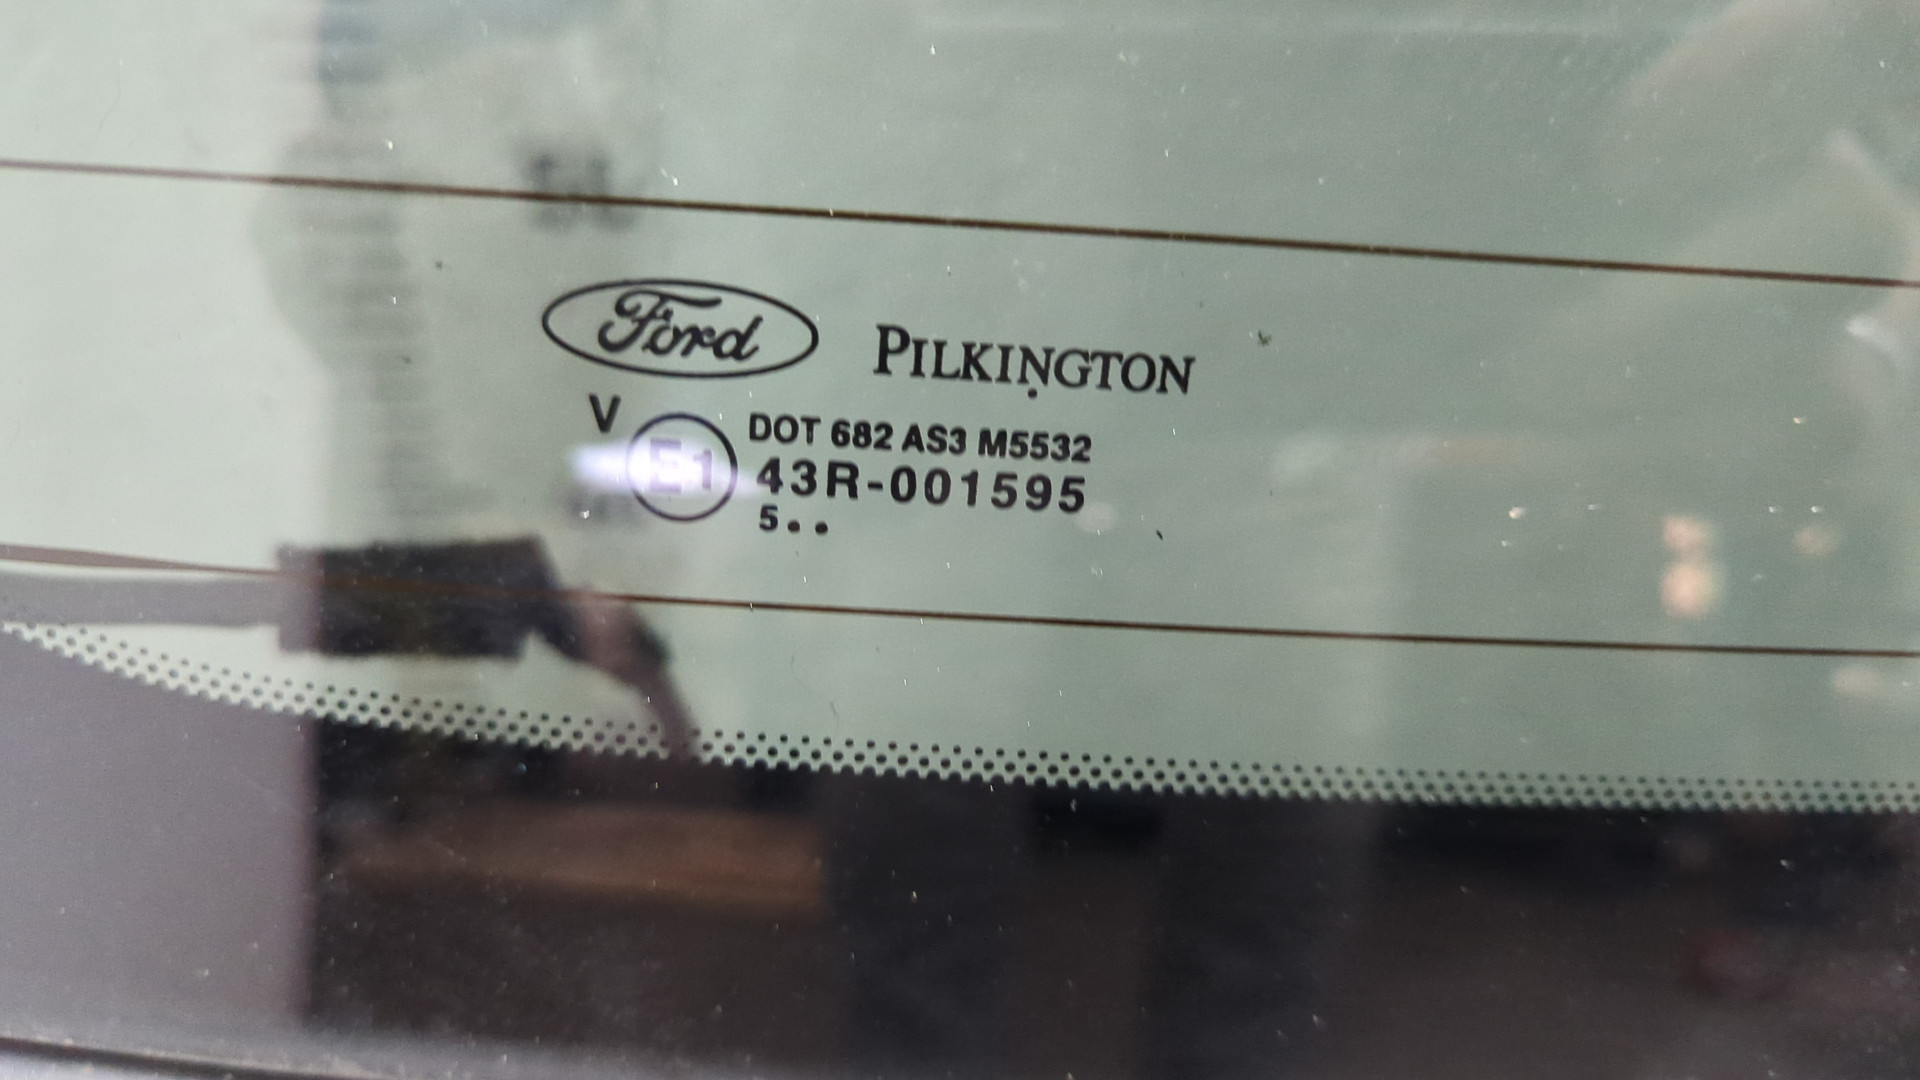 Ford PILKINGTON
V
E1 DOT 682 AS3 M5532
43R-001595
5••